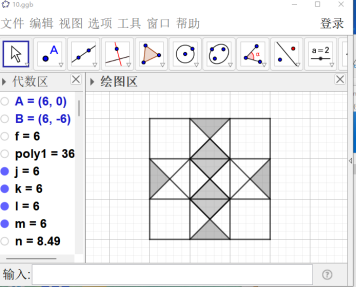 10.ggb
文件 编辑 视图 选项 工具 窗口 帮助
登录
A
α
a = 2
代数区
绘图区
A = (6, 0)
B = (6, -6)
f = 6
poly1 = 36
j = 6
k = 6
l = 6
m = 6
n = 8.49
输入: